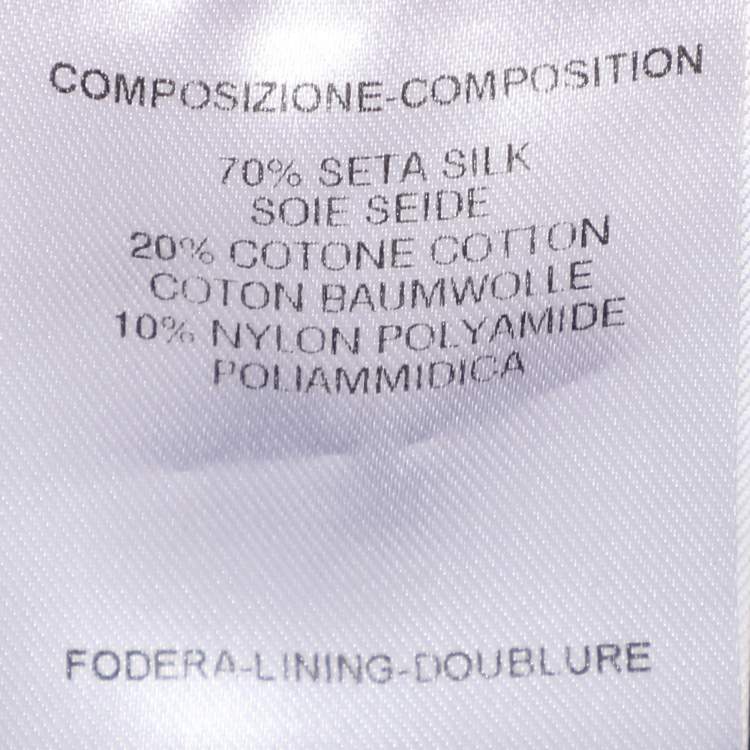 COMPOSIZIONE-COMPOSITION
70% SETA SILK
SOIE SEIDE
20% COTONE COTTON
COTON BAUMWOLLE
10% NYLON POLYAMIDE
POLIAMMIDICA
FODERA-LINING-DOUBLURE